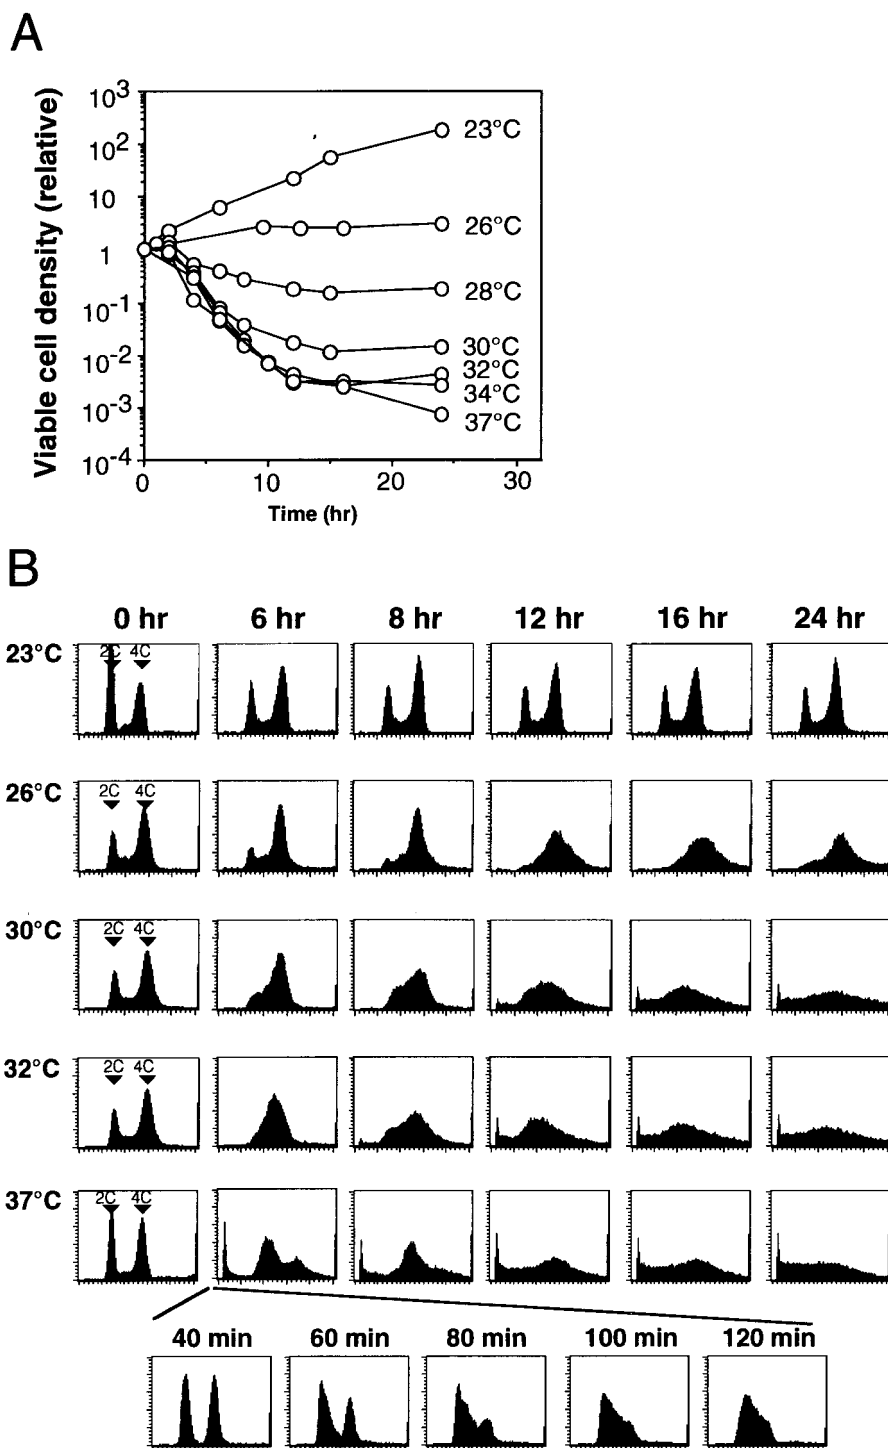 A
Viable cell density (relative)
10³
10²
10
1
10⁻¹
10⁻²
10⁻³
10⁻⁴
23°C
26°C
28°C
30°C
32°C
34°C
37°C
0 10 20 30
Time (hr)
B
0 hr 6 hr 8 hr 12 hr 16 hr 24 hr
23°C 2C 4C
26°C 2C 4C
30°C 2C 4C
32°C 2C 4C
37°C 2C 4C
40 min 60 min 80 min 100 min 120 min